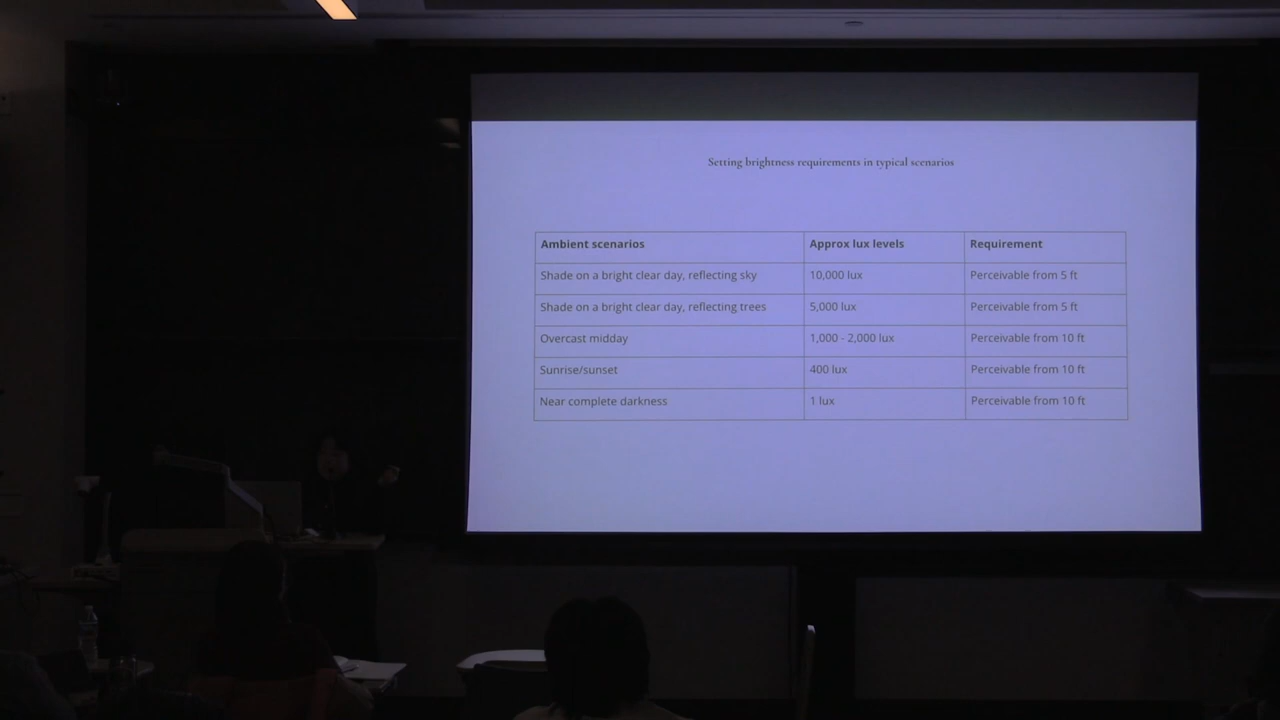 Setting brightness requirements in typical scenarios
Ambient scenarios Approx lux levels Requirement
Shade on a bright clear day, reflecting sky 10,000 lux Perceivable from 5 ft
Shade on a bright clear day, reflecting trees 5,000 lux Perceivable from 5 ft
Overcast midday 1,000 - 2,000 lux Perceivable from 10 ft
Sunrise/sunset 400 lux Perceivable from 10 ft
Near complete darkness 1 lux Perceivable from 10 ft